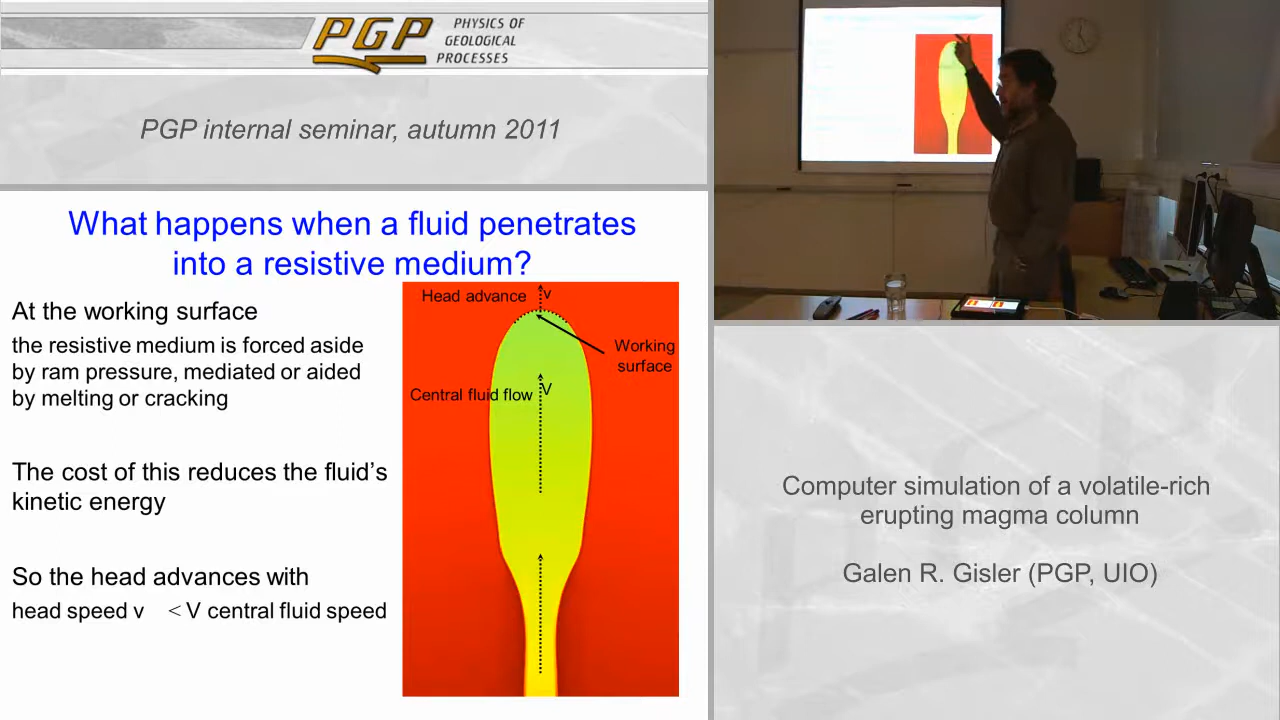 PGP
PHYSICS OF
GEOLOGICAL
PROCESSES
PGP internal seminar, autumn 2011
What happens when a fluid penetrates
into a resistive medium?
At the working surface
the resistive medium is forced aside
by ram pressure, mediated or aided
by melting or cracking
The cost of this reduces the fluid's
kinetic energy
So the head advances with
head speed v < V central fluid speed
Head advance v
Working
surface
Central fluid flow V
Computer simulation of a volatile-rich
erupting magma column
Galen R. Gisler (PGP, UIO)